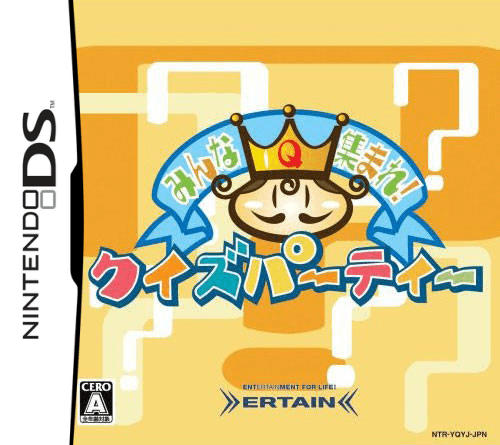 NINTENDO DS™
みんな集まれ!
Q
クイズパーティー
CERO
A
全年齢対象
ENTERTAINMENT FOR LIFE!
ERTAIN
NTR-YQYJ-JPN